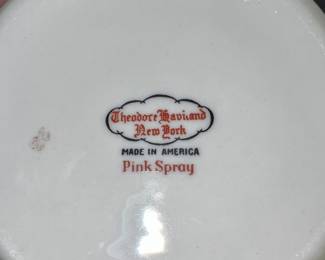 Theodore Haviland
New York
MADE IN AMERICA
Pink Spray